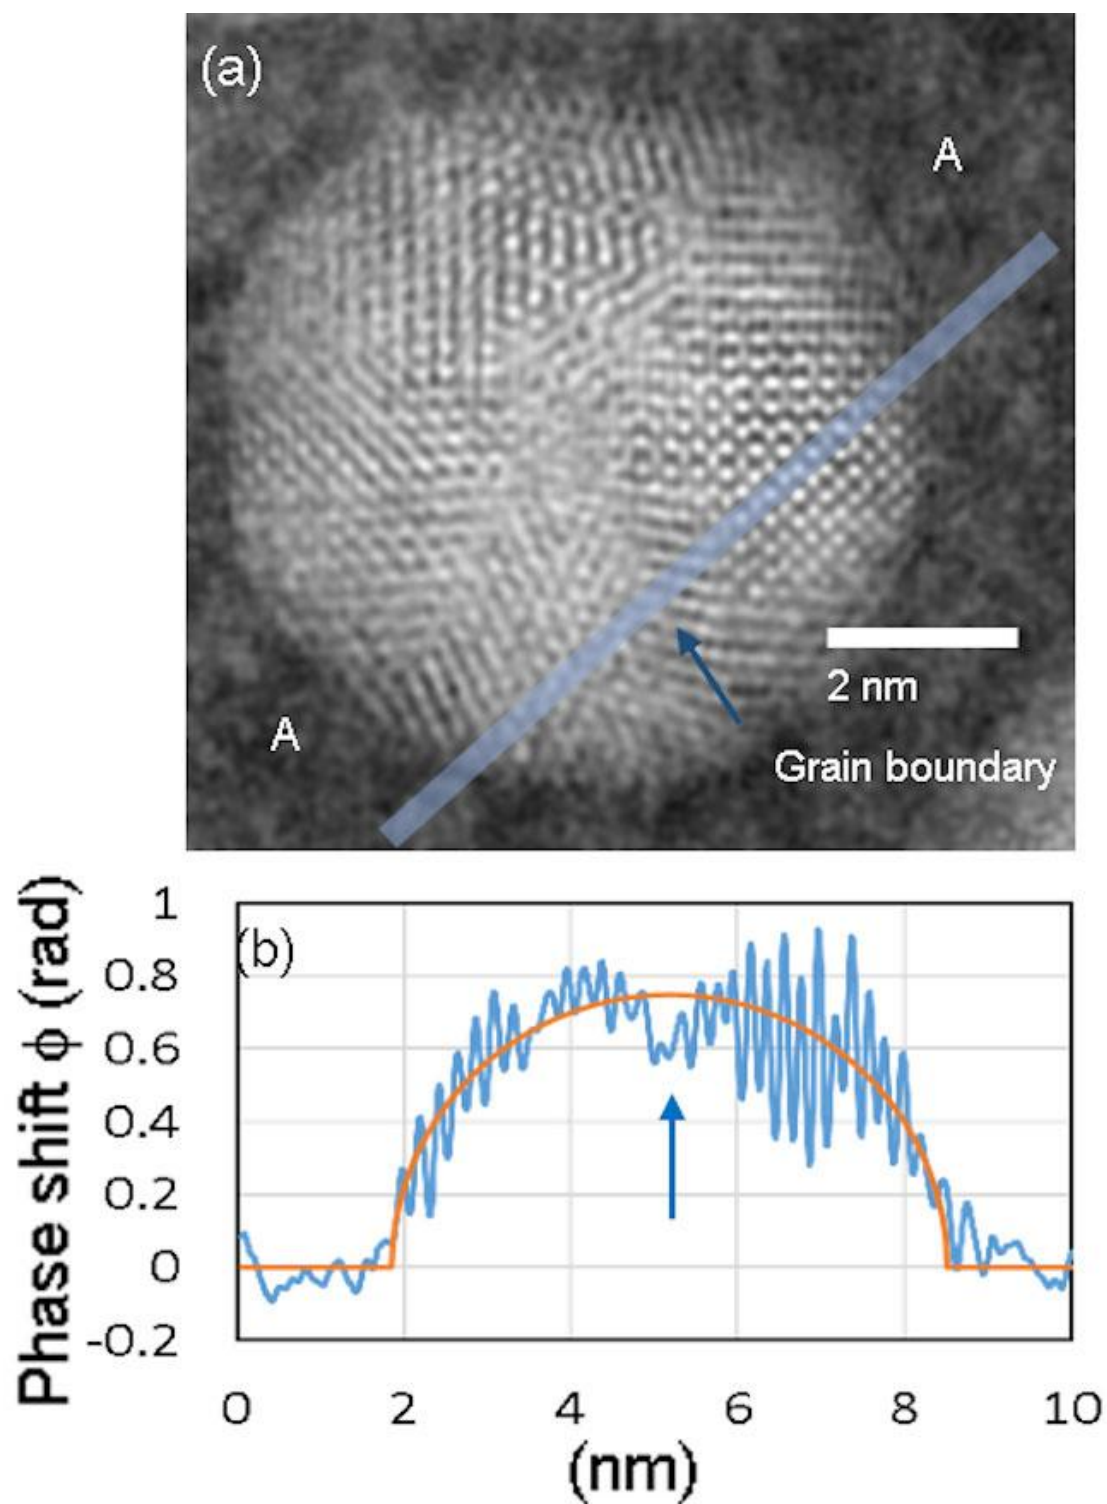 (a)
A
2 nm
A
Grain boundary
(b)
Phase shift ϕ (rad)
1
0.8
0.6
0.4
0.2
0
-0.2
0 2 4 6 8 10
(nm)